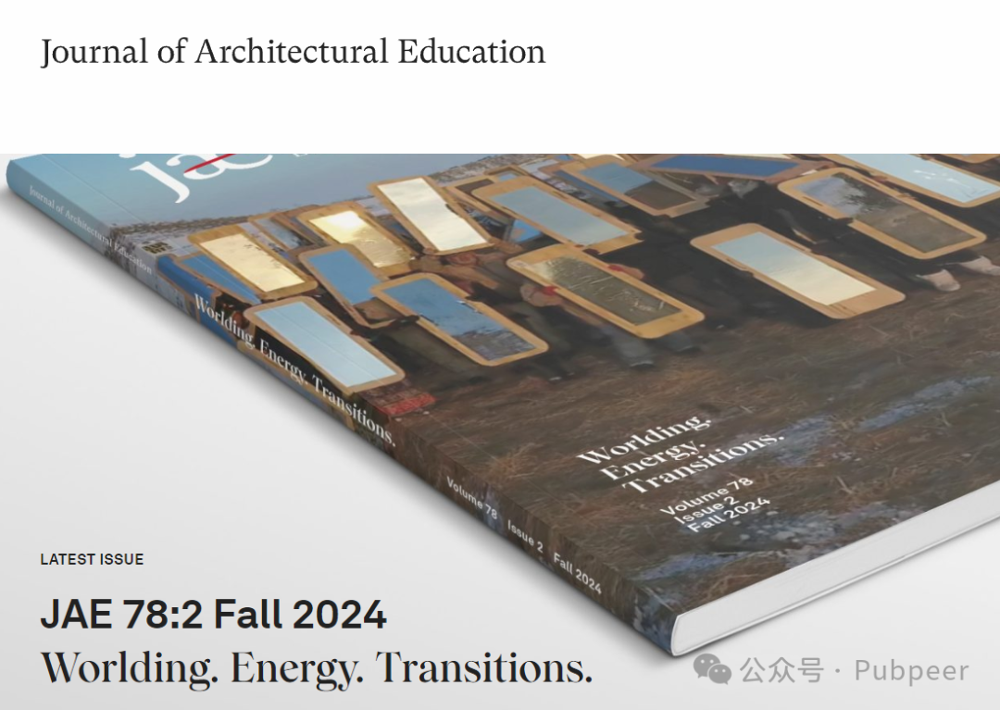 Journal of Architectural Education
jae
Journal of Architectural Education
Worlding. Energy. Transitions.
Volume 78 Issue 2 Fall 2024
Worlding.
Energy.
Transitions.
Volume 78
Issue 2
Fall 2024
LATEST ISSUE
JAE 78:2 Fall 2024
Worlding. Energy. Transitions.
公众号 · Pubpeer